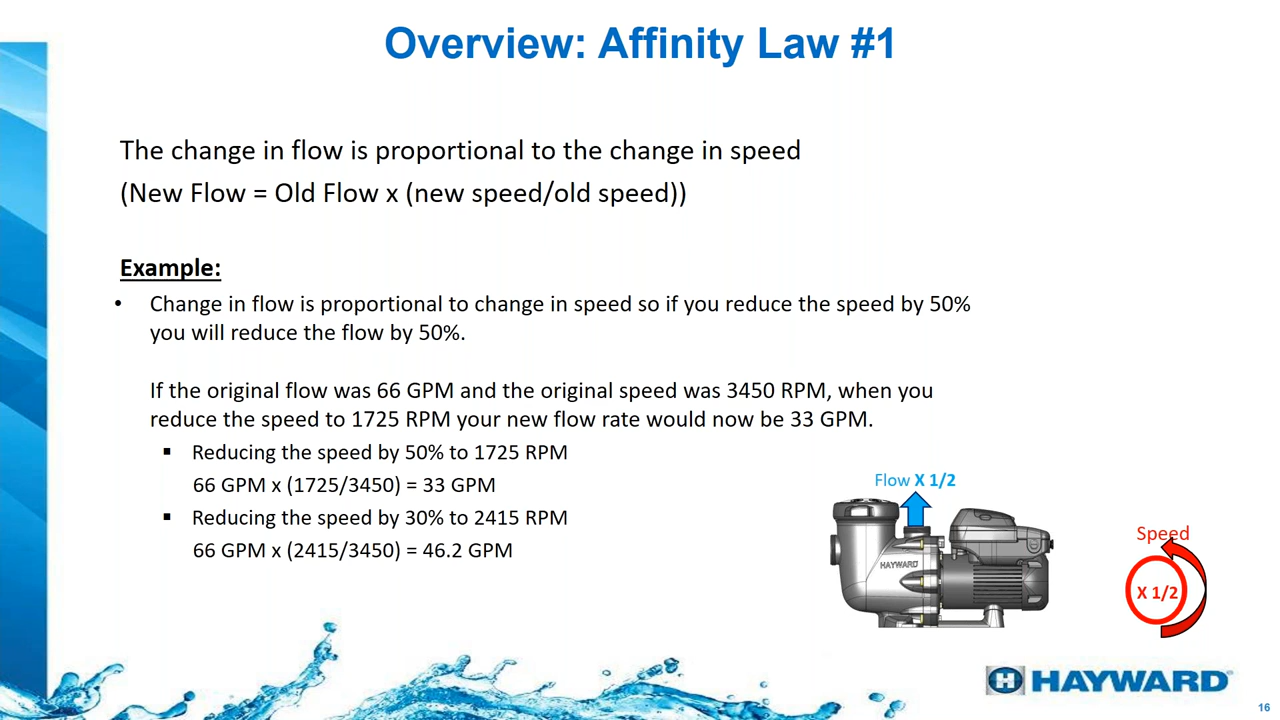 Overview: Affinity Law #1
The change in flow is proportional to the change in speed
(New Flow = Old Flow x (new speed/old speed))
Example:
• Change in flow is proportional to change in speed so if you reduce the speed by 50%
you will reduce the flow by 50%.
If the original flow was 66 GPM and the original speed was 3450 RPM, when you
reduce the speed to 1725 RPM your new flow rate would now be 33 GPM.
▪ Reducing the speed by 50% to 1725 RPM
66 GPM x (1725/3450) = 33 GPM
▪ Reducing the speed by 30% to 2415 RPM
66 GPM x (2415/3450) = 46.2 GPM
Flow X 1/2
HAYWARD
Speed
X 1/2
HAYWARD®
16